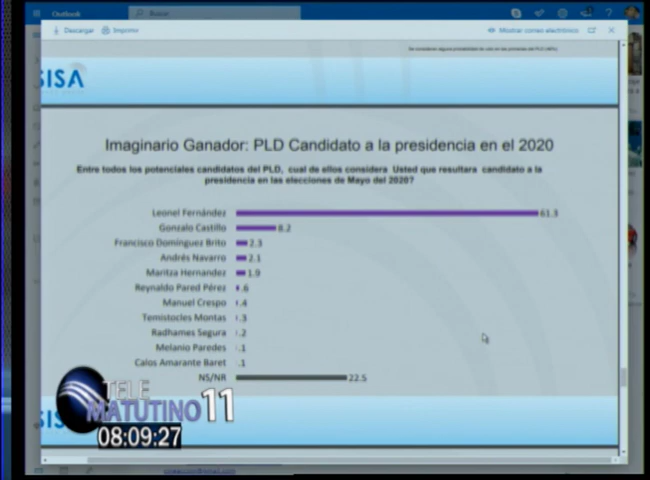 Outlook
Buscar
Descargar
Imprimir
Mostrar correo electrónico
SISA
Imaginario Ganador: PLD Candidato a la presidencia en el 2020
Entre todos los potenciales candidatos del PLD, cual de ellos considera Usted que resultara candidato a la
presidencia en las elecciones de Mayo del 2020?
Leonel Fernández 61.3
Gonzalo Castillo 8.2
Francisco Domínguez Brito 2.3
Andrés Navarro 2.1
Maritza Hernandez 1.9
Reynaldo Pared Pérez .6
Manuel Crespo .4
Temistocles Montas .3
Radhames Segura .2
Melanio Paredes .1
Calos Amarante Baret .1
NS/NR 22.5
TELE
MATUTINO 11
SIS
08:09:27